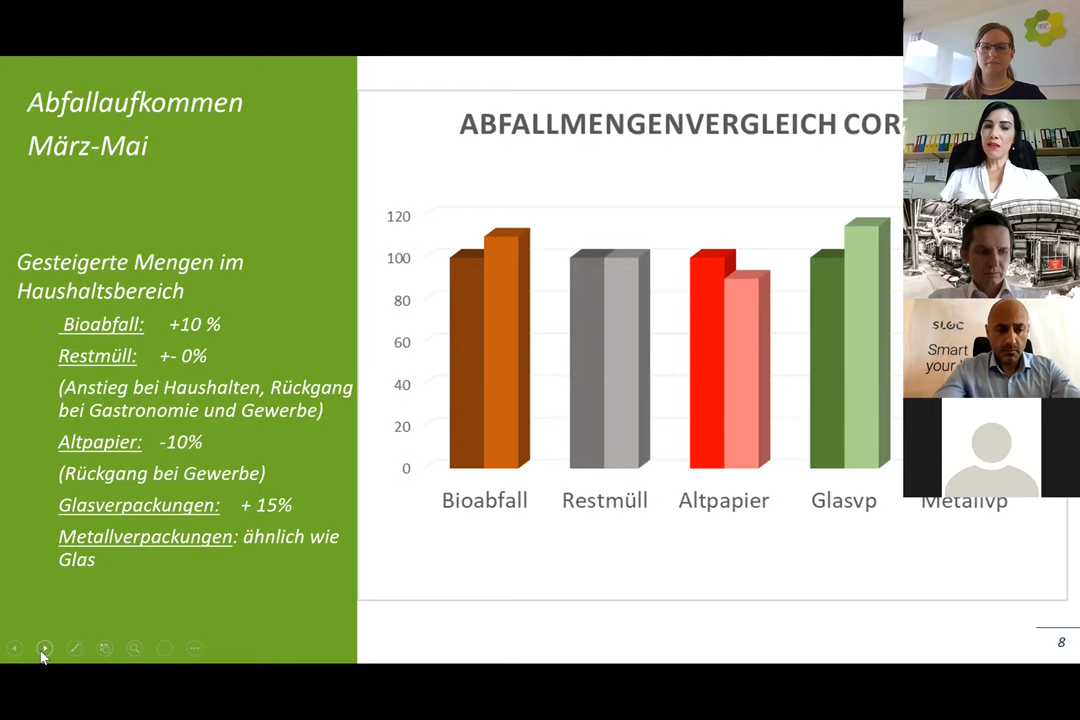 Abfallaufkommen
März-Mai
Gesteigerte Mengen im
Haushaltsbereich
Bioabfall: +10 %
Restmüll: +- 0%
(Anstieg bei Haushalten, Rückgang
bei Gastronomie und Gewerbe)
Altpapier: -10%
(Rückgang bei Gewerbe)
Glasverpackungen: + 15%
Metallverpackungen: ähnlich wie
Glas
ABFALLMENGENVERGLEICH COR
120
100
80
60
40
20
0
Bioabfall Restmüll Altpapier Glasvp Metallvp
8
SLOC
Smart
your